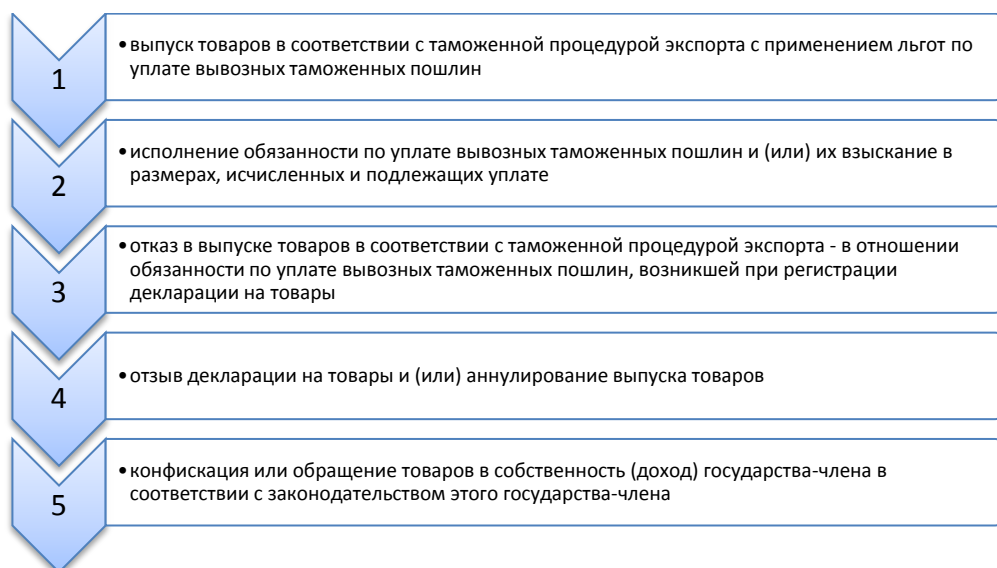 1
•выпуск товаров в соответствии с таможенной процедурой экспорта с применением льгот по
уплате вывозных таможенных пошлин
2
•исполнение обязанности по уплате вывозных таможенных пошлин и (или) их взыскание в
размерах, исчисленных и подлежащих уплате
3
•отказ в выпуске товаров в соответствии с таможенной процедурой экспорта - в отношении
обязанности по уплате вывозных таможенных пошлин, возникшей при регистрации
декларации на товары
4
•отзыв декларации на товары и (или) аннулирование выпуска товаров
5
•конфискация или обращение товаров в собственность (доход) государства-члена в
соответствии с законодательством этого государства-члена